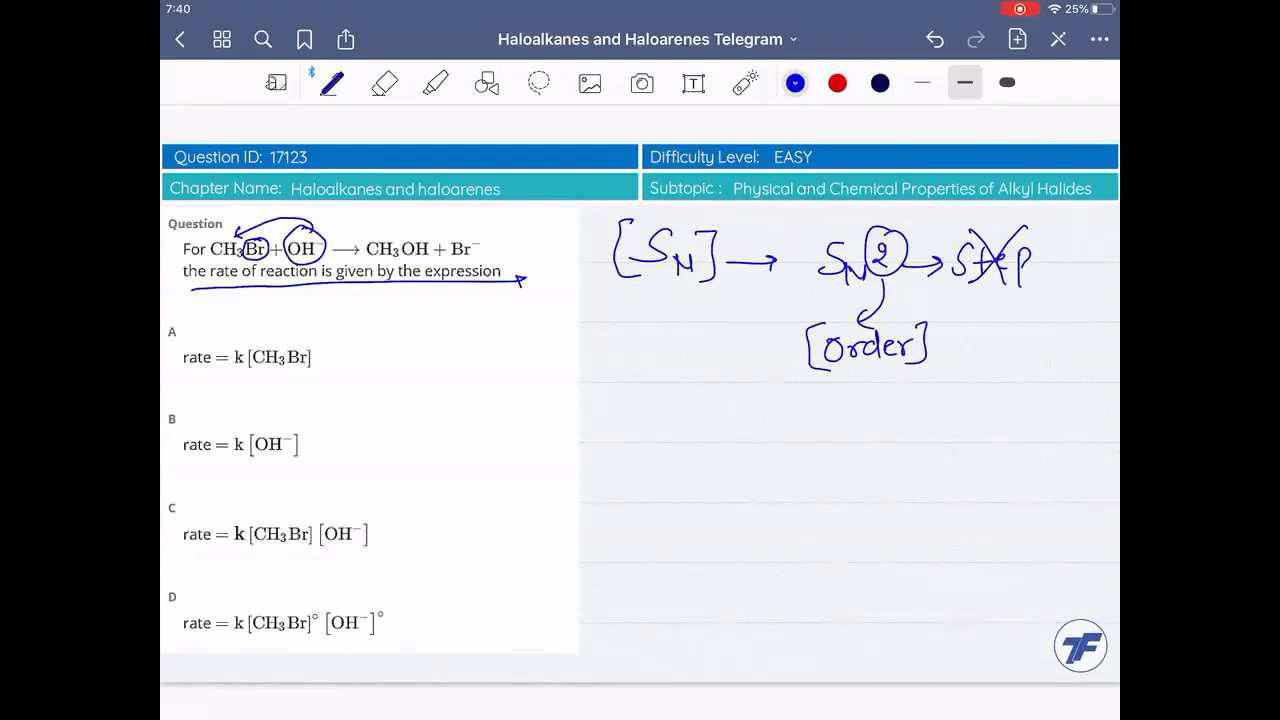 7:40
25%
Haloalkanes and Haloarenes Telegram
Question ID: 17123
Difficulty Level: EASY
Chapter Name: Haloalkanes and haloarenes
Subtopic : Physical and Chemical Properties of Alkyl Halides
Question
For CH₃Br + OH⁻ ⟶ CH₃OH + Br⁻
the rate of reaction is given by the expression
[SN] → SN2 → Step
[Order]
A
rate = k [CH₃Br]
B
rate = k [OH⁻]
C
rate = k [CH₃Br] [OH⁻]
D
rate = k [CH₃Br]° [OH⁻]°